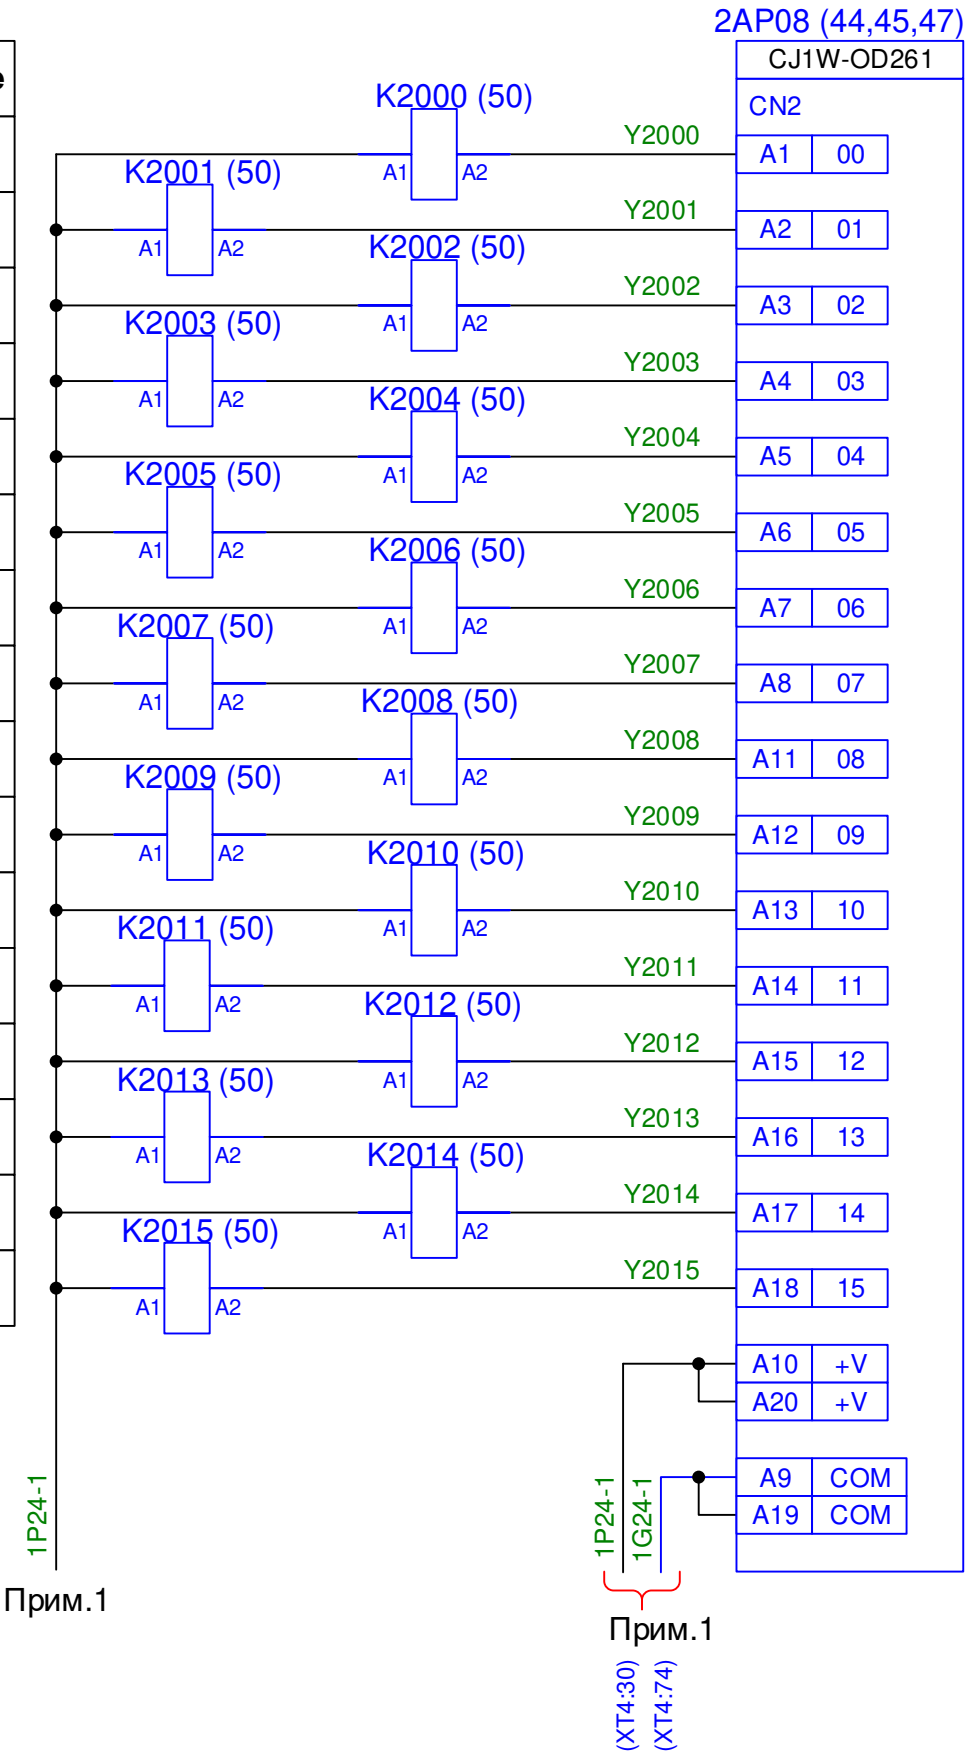 2AP08 (44,45,47)
CJ1W-OD261
e
CN2
K2000 (50)
A1 A2
Y2000
A1 00
K2001 (50)
A1 A2
Y2001
A2 01
K2002 (50)
A1 A2
Y2002
A3 02
K2003 (50)
A1 A2
Y2003
A4 03
K2004 (50)
A1 A2
Y2004
A5 04
K2005 (50)
A1 A2
Y2005
A6 05
K2006 (50)
A1 A2
Y2006
A7 06
K2007 (50)
A1 A2
Y2007
A8 07
K2008 (50)
A1 A2
Y2008
A11 08
K2009 (50)
A1 A2
Y2009
A12 09
K2010 (50)
A1 A2
Y2010
A13 10
K2011 (50)
A1 A2
Y2011
A14 11
K2012 (50)
A1 A2
Y2012
A15 12
K2013 (50)
A1 A2
Y2013
A16 13
K2014 (50)
A1 A2
Y2014
A17 14
K2015 (50)
A1 A2
Y2015
A18 15
A10 +V
A20 +V
A9 COM
A19 COM
1P24-1
1P24-1
1G24-1
Прим.1
Прим.1
(XT4:30)
(XT4:74)